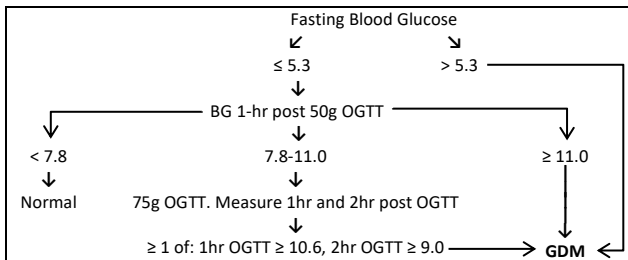 Fasting Blood Glucose
≤ 5.3 > 5.3
BG 1-hr post 50g OGTT
< 7.8 7.8-11.0 ≥ 11.0
Normal 75g OGTT. Measure 1hr and 2hr post OGTT
≥ 1 of: 1hr OGTT ≥ 10.6, 2hr OGTT ≥ 9.0 GDM